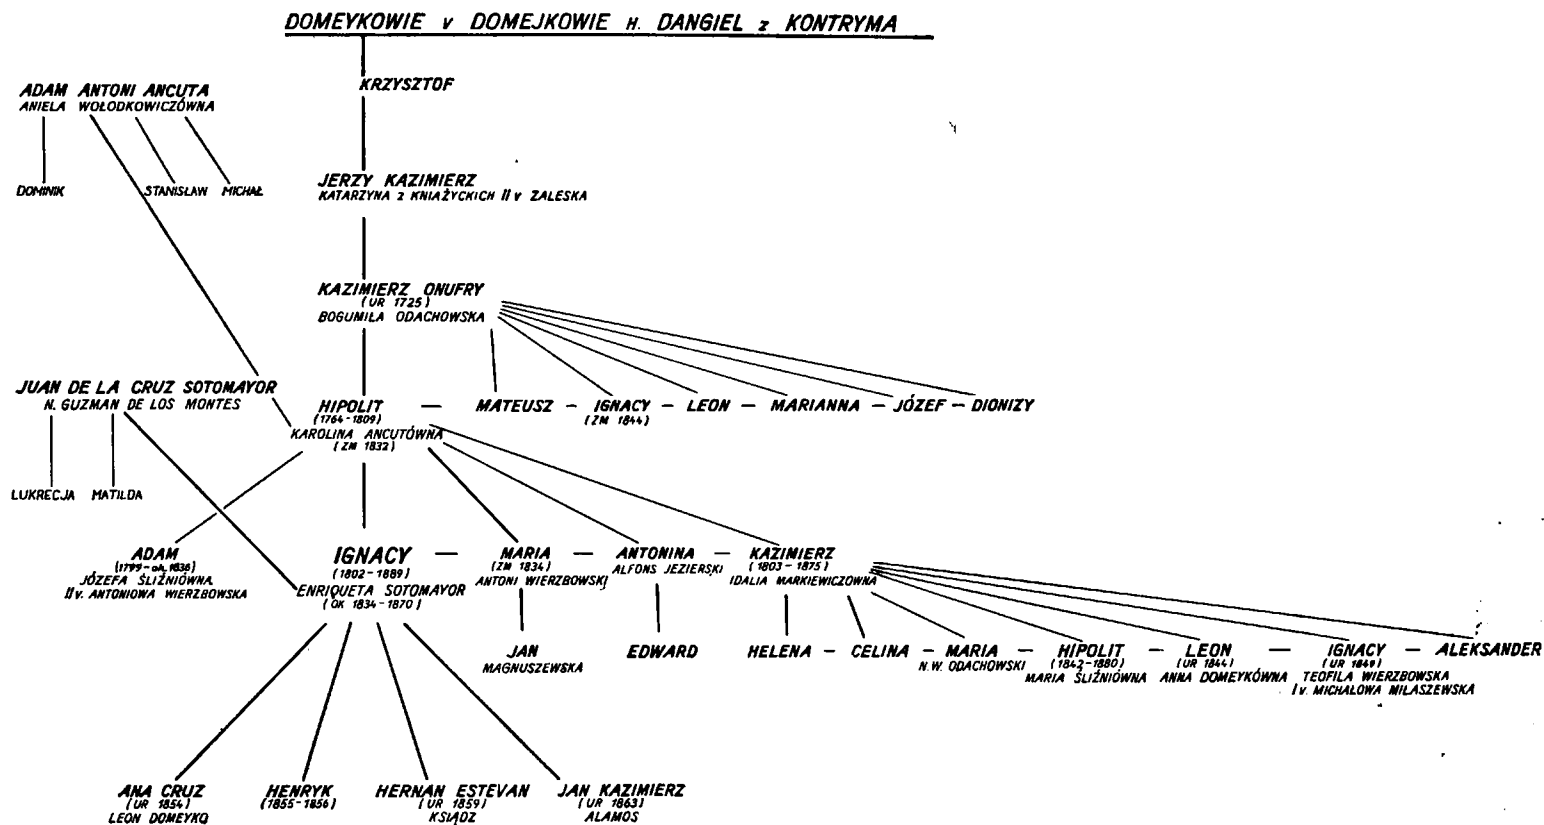 DOMEYKOWIE v DOMEJKOWIE H. DANGIEL z KONTRYMA
KRZYSZTOF
ADAM ANTONI ANCUTA
ANIELA WOŁODKOWICZÓWNA
DOMINIK
STANISŁAW
MICHAŁ
JERZY KAZIMIERZ
KATARZYNA z KNIAŻYCKICH II v ZALESKA
KAZIMIERZ ONUFRY
(UR 1725)
BOGUMIŁA ODACHOWSKA
JUAN DE LA CRUZ SOTOMAYOR
N. GUZMAN DE LOS MONTES
LUKRECJA
MATILDA
HIPOLIT — MATEUSZ — IGNACY — LEON — MARIANNA — JÓZEF — DIONIZY
(1764-1809)
(ZM 1844)
KAROLINA ANCUTÓWNA
(ZM 1832)
ADAM
(1799-ok. 1838)
JÓZEFA ŚLIŹNIÓWNA
II v. ANTONIOWA WIERZBOWSKA
IGNACY — MARIA — ANTONINA — KAZIMIERZ
(1802-1889)
ENRIQUETA SOTOMAYOR
(OK 1834-1870)
(ZM 1834)
ANTONI WIERZBOWSKI
ALFONS JEZIERSKI
(1803-1875)
IDALIA MARKIEWICZOWNA
JAN
MAGNUSZEWSKA
EDWARD
HELENA — CELINA — MARIA — HIPOLIT — LEON — IGNACY — ALEKSANDER
N. W. ODACHOWSKI
(1842-1880)
MARIA ŚLIŹNIÓWNA
(UR 1844)
ANNA DOMEYKÓWNA
(UR 1849)
TEOFILA WIERZBOWSKA
I v. MICHAŁOWA MILASZEWSKA
ANA CRUZ
(UR 1854)
LEON DOMEYKO
HENRYK
(1855-1856)
HERNAN ESTEVAN
(UR 1859)
KSIĄDZ
JAN KAZIMIERZ
(UR 1863)
ALAMOS